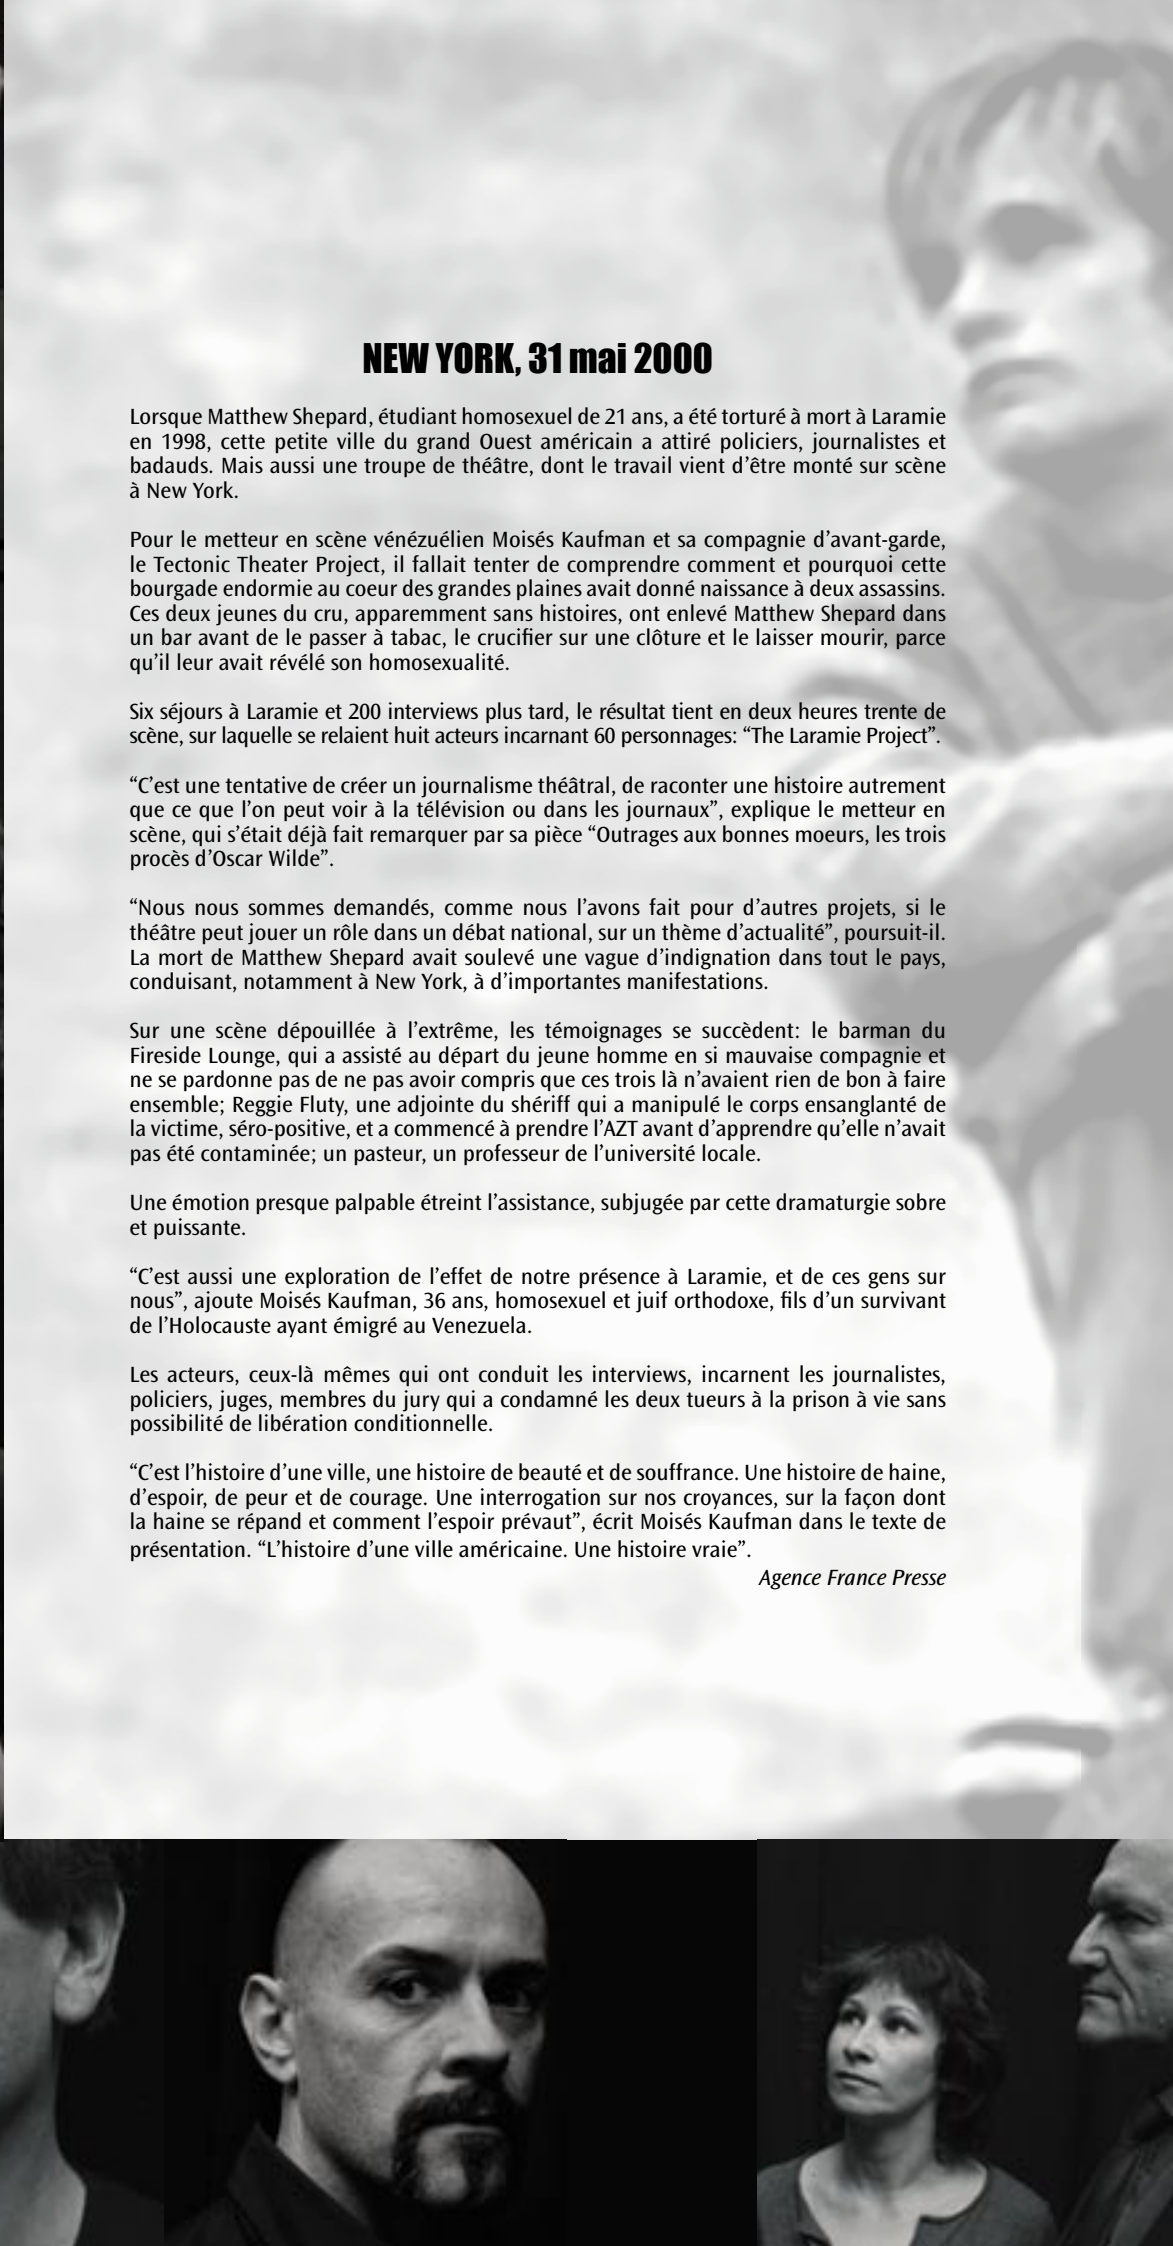 NEW YORK, 31 mai 2000
Lorsque Matthew Shepard, étudiant homosexuel de 21 ans, a été torturé à mort à Laramie
en 1998, cette petite ville du grand Ouest américain a attiré policiers, journalistes et
badauds. Mais aussi une troupe de théâtre, dont le travail vient d’être monté sur scène
à New York.
Pour le metteur en scène vénézuélien Moisés Kaufman et sa compagnie d’avant-garde,
le Tectonic Theater Project, il fallait tenter de comprendre comment et pourquoi cette
bourgade endormie au coeur des grandes plaines avait donné naissance à deux assassins.
Ces deux jeunes du cru, apparemment sans histoires, ont enlevé Matthew Shepard dans
un bar avant de le passer à tabac, le crucifier sur une clôture et le laisser mourir, parce
qu’il leur avait révélé son homosexualité.
Six séjours à Laramie et 200 interviews plus tard, le résultat tient en deux heures trente de
scène, sur laquelle se relaient huit acteurs incarnant 60 personnages: “The Laramie Project”.
“C’est une tentative de créer un journalisme théâtral, de raconter une histoire autrement
que ce que l’on peut voir à la télévision ou dans les journaux”, explique le metteur en
scène, qui s’était déjà fait remarquer par sa pièce “Outrages aux bonnes moeurs, les trois
procès d’Oscar Wilde”.
“Nous nous sommes demandés, comme nous l’avons fait pour d’autres projets, si le
théâtre peut jouer un rôle dans un débat national, sur un thème d’actualité”, poursuit-il.
La mort de Matthew Shepard avait soulevé une vague d’indignation dans tout le pays,
conduisant, notamment à New York, à d’importantes manifestations.
Sur une scène dépouillée à l’extrême, les témoignages se succèdent: le barman du
Fireside Lounge, qui a assisté au départ du jeune homme en si mauvaise compagnie et
ne se pardonne pas de ne pas avoir compris que ces trois là n’avaient rien de bon à faire
ensemble; Reggie Fluty, une adjointe du shériff qui a manipulé le corps ensanglanté de
la victime, séro-positive, et a commencé à prendre l’AZT avant d’apprendre qu’elle n’avait
pas été contaminée; un pasteur, un professeur de l’université locale.
Une émotion presque palpable étreint l’assistance, subjugée par cette dramaturgie sobre
et puissante.
“C’est aussi une exploration de l’effet de notre présence à Laramie, et de ces gens sur
nous”, ajoute Moisés Kaufman, 36 ans, homosexuel et juif orthodoxe, fils d’un survivant
de l’Holocauste ayant émigré au Venezuela.
Les acteurs, ceux-là mêmes qui ont conduit les interviews, incarnent les journalistes,
policiers, juges, membres du jury qui a condamné les deux tueurs à la prison à vie sans
possibilité de libération conditionnelle.
“C’est l’histoire d’une ville, une histoire de beauté et de souffrance. Une histoire de haine,
d’espoir, de peur et de courage. Une interrogation sur nos croyances, sur la façon dont
la haine se répand et comment l’espoir prévaut”, écrit Moisés Kaufman dans le texte de
présentation. “L’histoire d’une ville américaine. Une histoire vraie”.
Agence France Presse